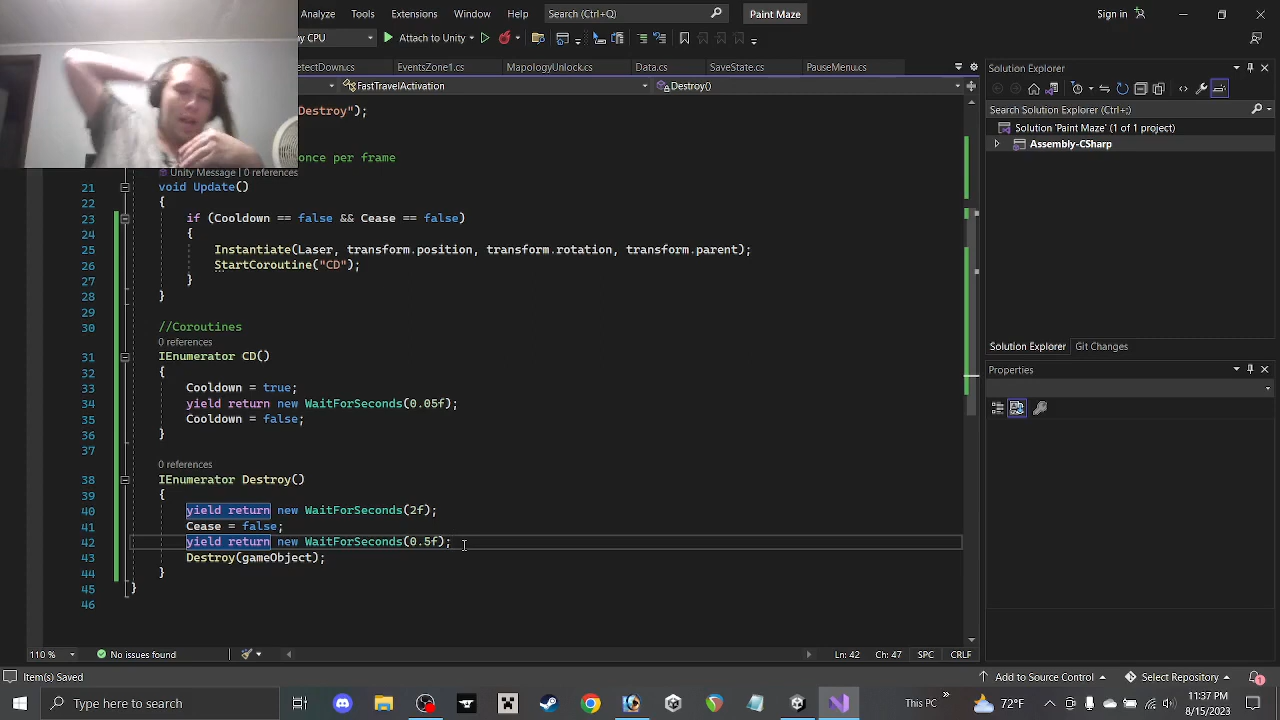 Analyze Tools Extensions Window Help Search (Ctrl+Q) Paint Maze Sign in
CPU Attach to Unity
tectDown.cs EventsZone1.cs MapologyUnlock.cs Data.cs SaveState.cs PauseMenu.cs
FastTravelActivation Destroy()
Destroy");
once per frame
Unity Message | 0 references
21 void Update()
22 {
23 if (Cooldown == false && Cease == false)
24 {
25 Instantiate(Laser, transform.position, transform.rotation, transform.parent);
26 StartCoroutine("CD");
27 }
28 }
29
30 //Coroutines
0 references
31 IEnumerator CD()
32 {
33 Cooldown = true;
34 yield return new WaitForSeconds(0.05f);
35 Cooldown = false;
36 }
37
0 references
38 IEnumerator Destroy()
39 {
40 yield return new WaitForSeconds(2f);
41 Cease = false;
42 yield return new WaitForSeconds(0.5f);
43 Destroy(gameObject);
44 }
45 }
46
Solution Explorer
Search Solution Explorer (Ctrl+;)
Solution 'Paint Maze' (1 of 1 project)
Assembly-CSharp
Solution Explorer Git Changes
Properties
110 % No issues found Ln: 42 Ch: 47 SPC CRLF
Item(s) Saved Add to Source Control Select Repository
Type here to search This PC 72°F 11:37 PM
8/15/2023